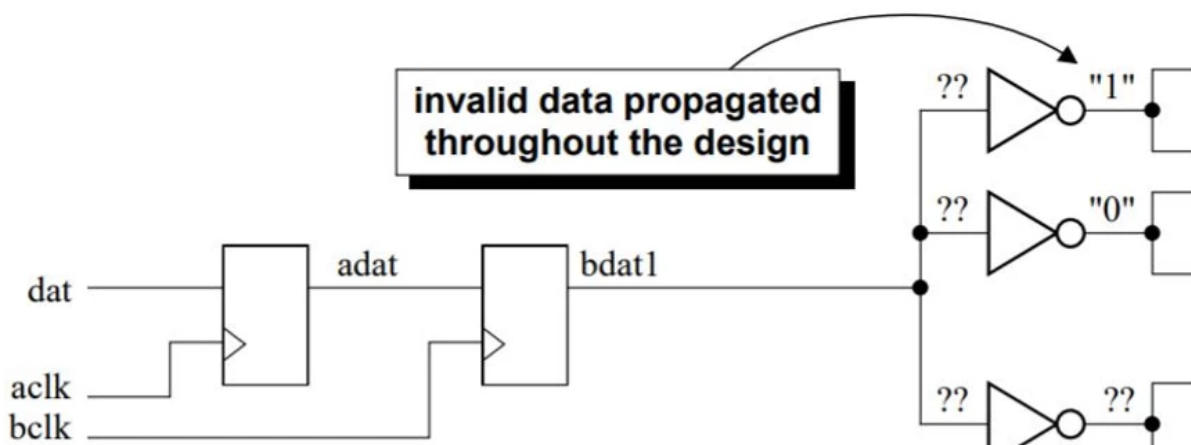 invalid data propagated
throughout the design
?? "1"
?? "0"
adat bdat1
dat
aclk
bclk
?? ??